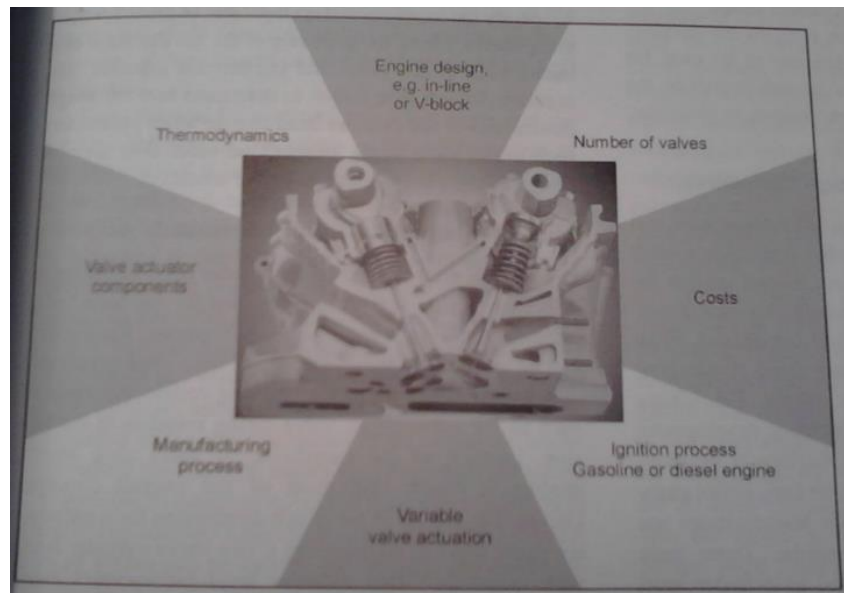 Engine design,
e.g. in-line
or V-block
Thermodynamics
Number of valves
Valve actuator
components
Costs
Manufacturing
process
Ignition process
Gasoline or diesel engine
Variable
valve actuation